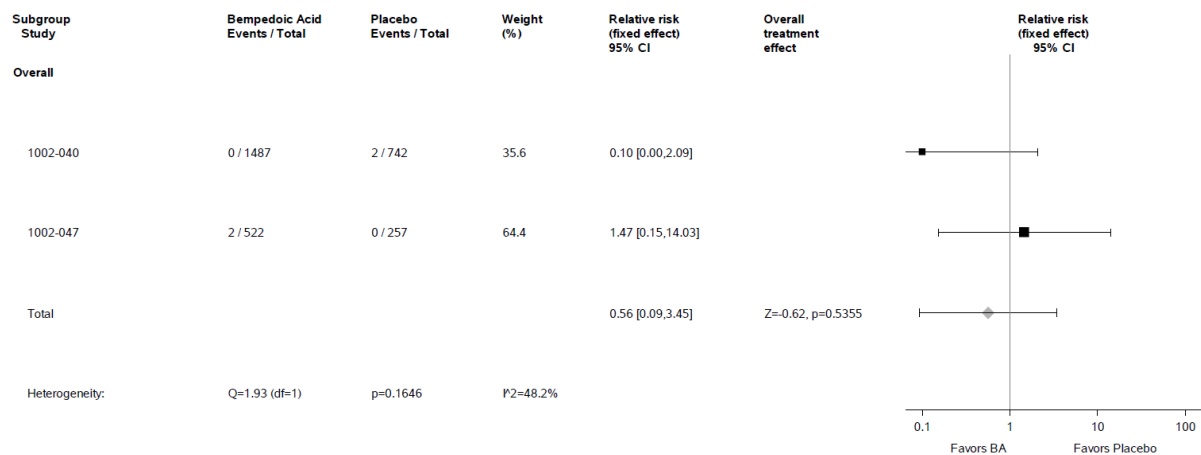 Subgroup Bempedoic Acid Placebo Weight Relative risk Overall Relative risk
Study Events / Total Events / Total (%) (fixed effect) treatment (fixed effect)
95% CI effect 95% CI
Overall
1002-040 0 / 1487 2 / 742 35.6 0.10 [0.00,2.09]
1002-047 2 / 522 0 / 257 64.4 1.47 [0.15,14.03]
Total 0.56 [0.09,3.45] Z=-0.62, p=0.5355
Heterogeneity: Q=1.93 (df=1) p=0.1646 I^2=48.2%
0.1 1 10 100
Favors BA Favors Placebo